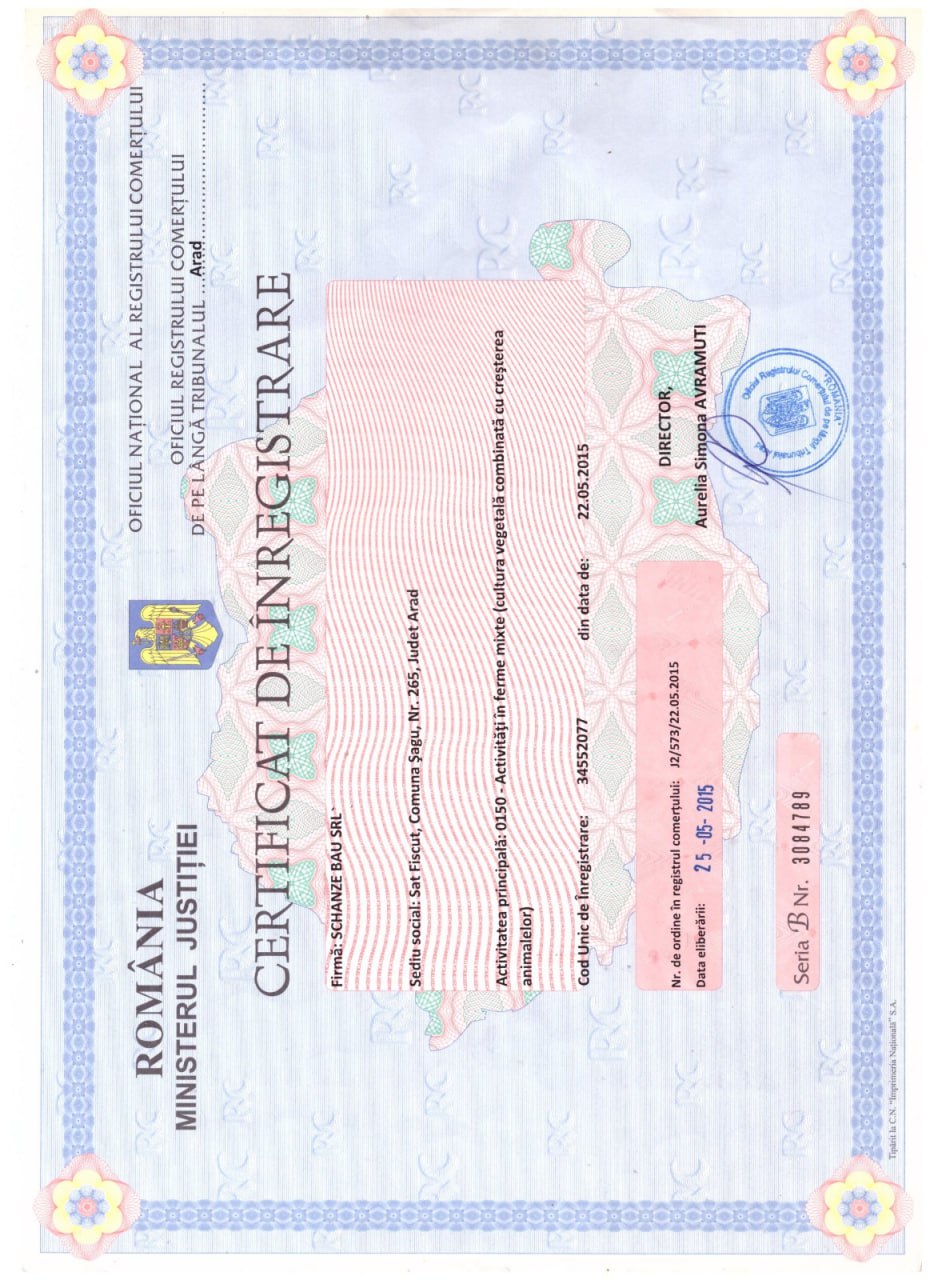 ROMÂNIA
MINISTERUL JUSTIȚIEI
OFICIUL NAȚIONAL AL REGISTRULUI COMERȚULUI
OFICIUL REGISTRULUI COMERȚULUI
DE PE LÂNGĂ TRIBUNALUL ...Arad..............................
CERTIFICAT DE ÎNREGISTRARE
Firmă: SCHANZE BAU SRL
Sediu social: Sat Fiscut, Comuna Şagu, Nr. 265, Judet Arad
Activitatea principală: 0150 - Activităţi în ferme mixte (cultura vegetală combinată cu creşterea
animalelor)
Cod Unic de Înregistrare: 34552077 din data de: 22.05.2015
Nr. de ordine în registrul comerţului: J2/573/22.05.2015
Data eliberării: 25 -05- 2015
DIRECTOR,
Aurelia Simona AVRAMUTI
"ROMANIA"
Oficiul Registrului Comerțului de pe lângă Tribunalul Arad
Seria B Nr. 3084789
Tipărit la C.N. "Imprimeria Națională" S.A.